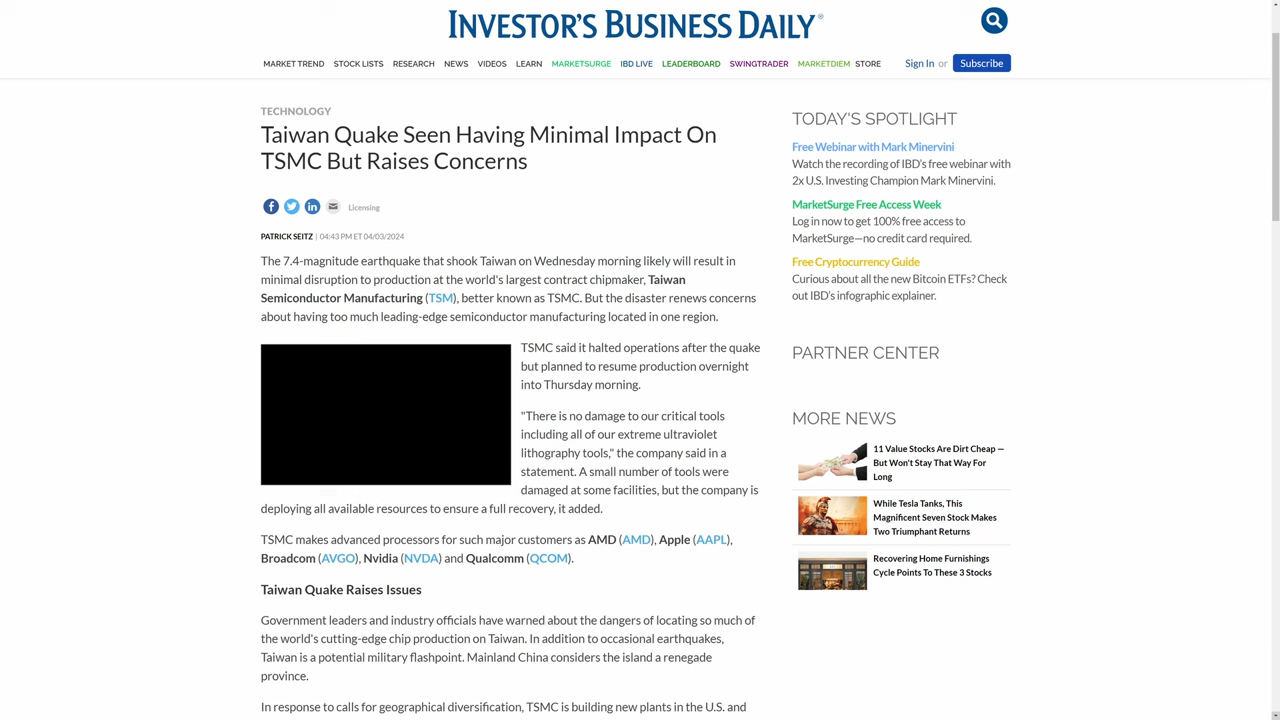 INVESTOR'S BUSINESS DAILY®
MARKET TREND STOCK LISTS RESEARCH NEWS VIDEOS LEARN MARKETSURGE IBD LIVE LEADERBOARD SWINGTRADER MARKETDIEM STORE Sign In or Subscribe
TECHNOLOGY
Taiwan Quake Seen Having Minimal Impact On
TSMC But Raises Concerns
Licensing
PATRICK SEITZ | 04:43 PM ET 04/03/2024
The 7.4-magnitude earthquake that shook Taiwan on Wednesday morning likely will result in
minimal disruption to production at the world's largest contract chipmaker, Taiwan
Semiconductor Manufacturing (TSM), better known as TSMC. But the disaster renews concerns
about having too much leading-edge semiconductor manufacturing located in one region.
TSMC said it halted operations after the quake
but planned to resume production overnight
into Thursday morning.
"There is no damage to our critical tools
including all of our extreme ultraviolet
lithography tools," the company said in a
statement. A small number of tools were
damaged at some facilities, but the company is
deploying all available resources to ensure a full recovery, it added.
TSMC makes advanced processors for such major customers as AMD (AMD), Apple (AAPL),
Broadcom (AVGO), Nvidia (NVDA) and Qualcomm (QCOM).
Taiwan Quake Raises Issues
Government leaders and industry officials have warned about the dangers of locating so much of
the world's cutting-edge chip production on Taiwan. In addition to occasional earthquakes,
Taiwan is a potential military flashpoint. Mainland China considers the island a renegade
province.
In response to calls for geographical diversification, TSMC is building new plants in the U.S. and
TODAY'S SPOTLIGHT
Free Webinar with Mark Minervini
Watch the recording of IBD's free webinar with
2x U.S. Investing Champion Mark Minervini.
MarketSurge Free Access Week
Log in now to get 100% free access to
MarketSurge—no credit card required.
Free Cryptocurrency Guide
Curious about all the new Bitcoin ETFs? Check
out IBD's infographic explainer.
PARTNER CENTER
MORE NEWS
11 Value Stocks Are Dirt Cheap —
But Won't Stay That Way For
Long
While Tesla Tanks, This
Magnificent Seven Stock Makes
Two Triumphant Returns
Recovering Home Furnishings
Cycle Points To These 3 Stocks